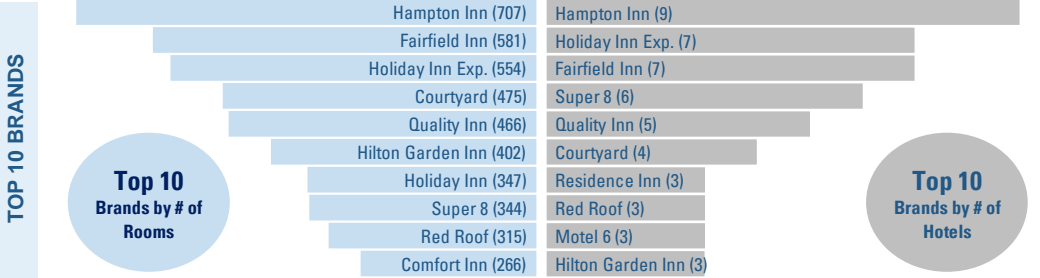 TOP 10 BRANDS
Hampton Inn (707)
Fairfield Inn (581)
Holiday Inn Exp. (554)
Courtyard (475)
Quality Inn (466)
Hilton Garden Inn (402)
Holiday Inn (347)
Super 8 (344)
Red Roof (315)
Comfort Inn (266)
Top 10
Brands by # of
Rooms
Hampton Inn (9)
Holiday Inn Exp. (7)
Fairfield Inn (7)
Super 8 (6)
Quality Inn (5)
Courtyard (4)
Residence Inn (3)
Red Roof (3)
Motel 6 (3)
Hilton Garden Inn (3)
Top 10
Brands by # of
Hotels